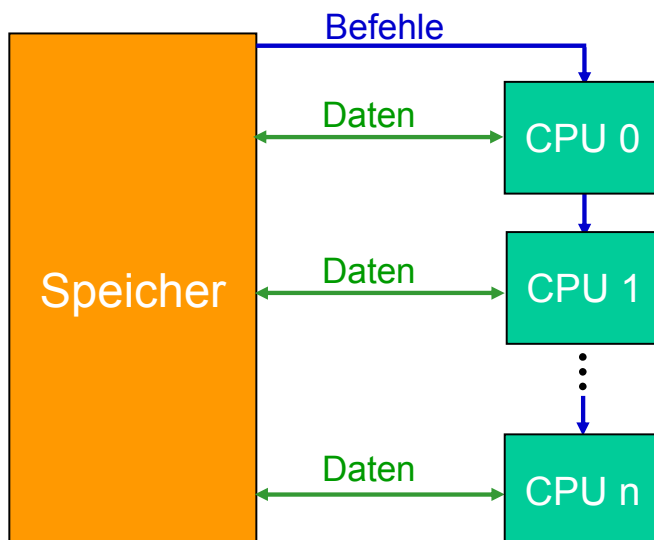 Befehle
Daten
CPU 0
Speicher
Daten
CPU 1
Daten
CPU n